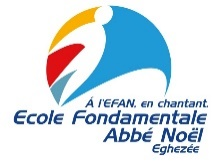 À l'EFAN, en chantant.
Ecole Fondamentale
Abbé Noël
Eghezée